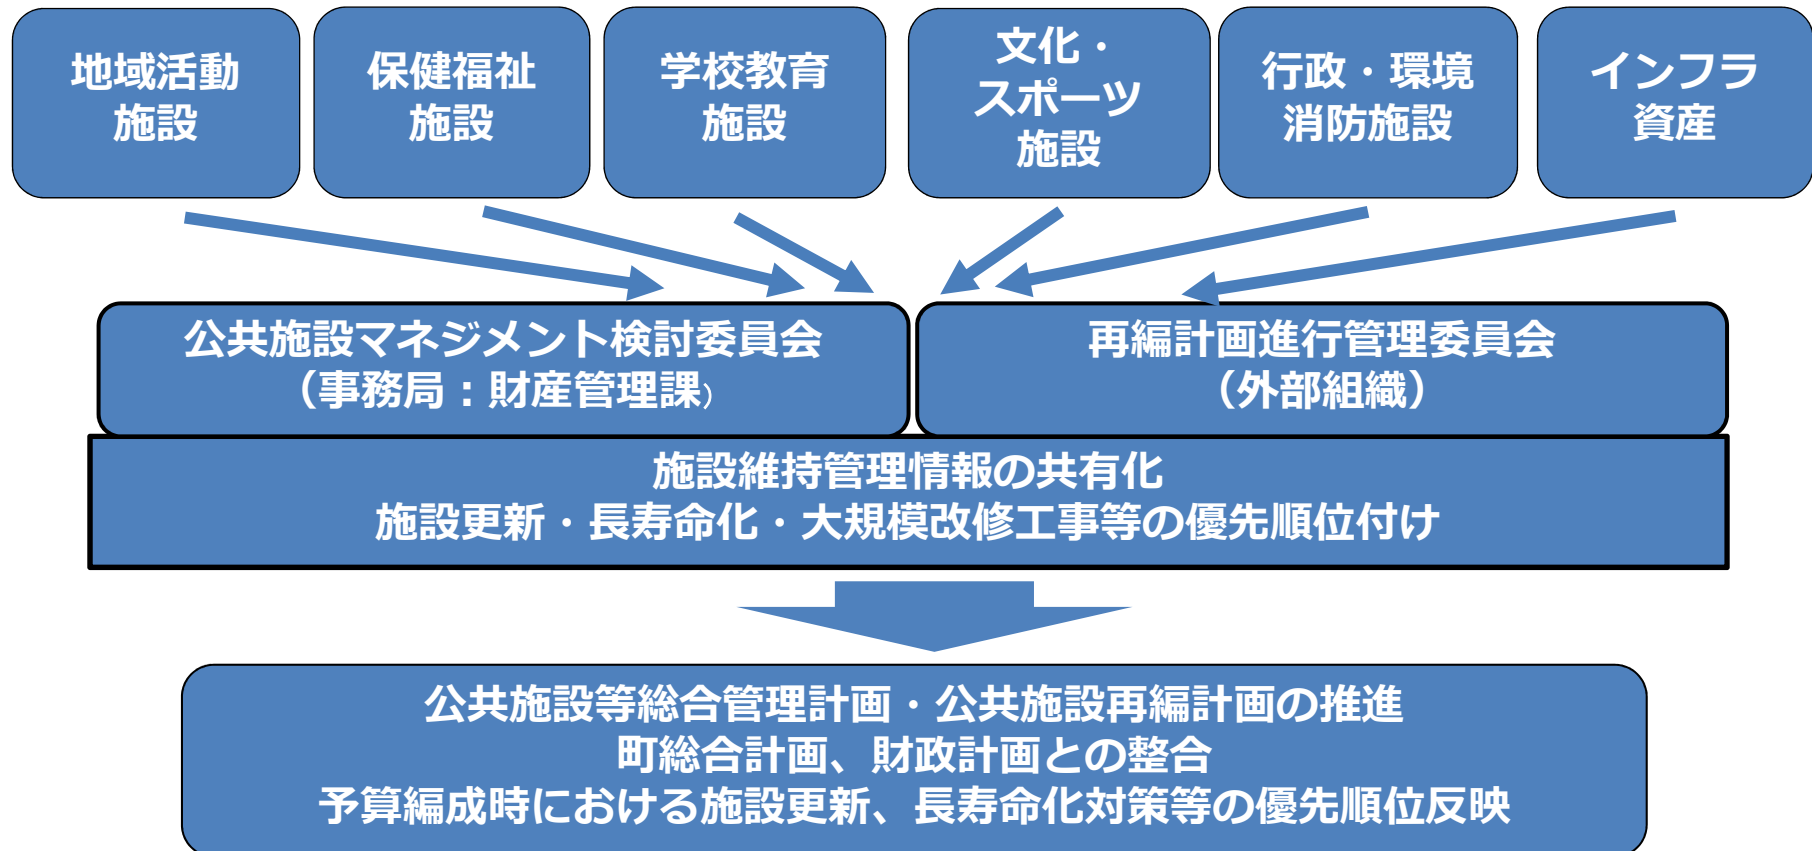 地域活動
施設
保健福祉
施設
学校教育
施設
文化・
スポーツ
施設
行政・環境
消防施設
インフラ
資産
公共施設マネジメント検討委員会
（事務局：財産管理課）
再編計画進行管理委員会
（外部組織）
施設維持管理情報の共有化
施設更新・長寿命化・大規模改修工事等の優先順位付け
公共施設等総合管理計画・公共施設再編計画の推進
町総合計画、財政計画との整合
予算編成時における施設更新、長寿命化対策等の優先順位反映